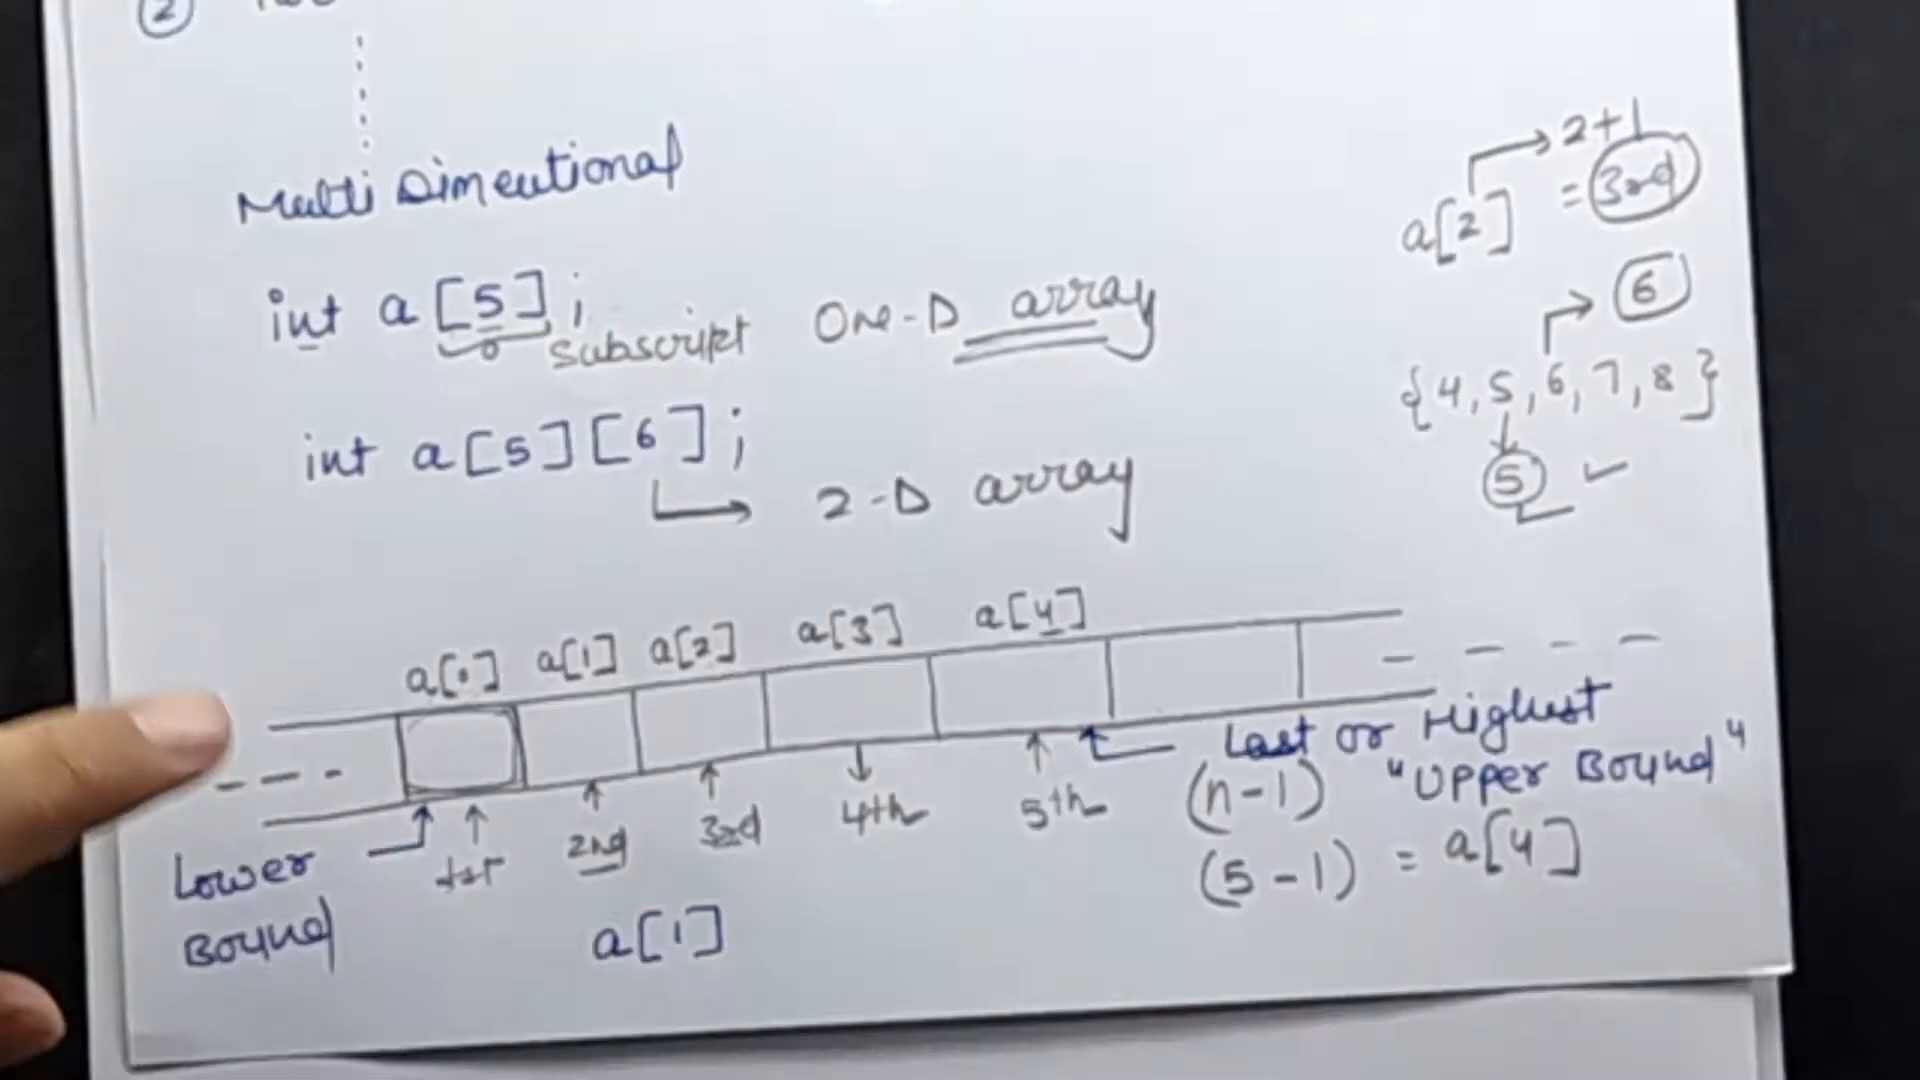 2
Multi Dimentional
int a[5];
Subscript
One-D array
int a[5][6];
2-D array
2+1
a[2] = 3rd
6
{4,5,6,7,8}
5
a[0] a[1] a[2] a[3] a[4]
1st 2nd 3rd 4th 5th
Lower
Bound
a[1]
Last or Highest
(n-1) "Upper Bound"
(5-1) = a[4]